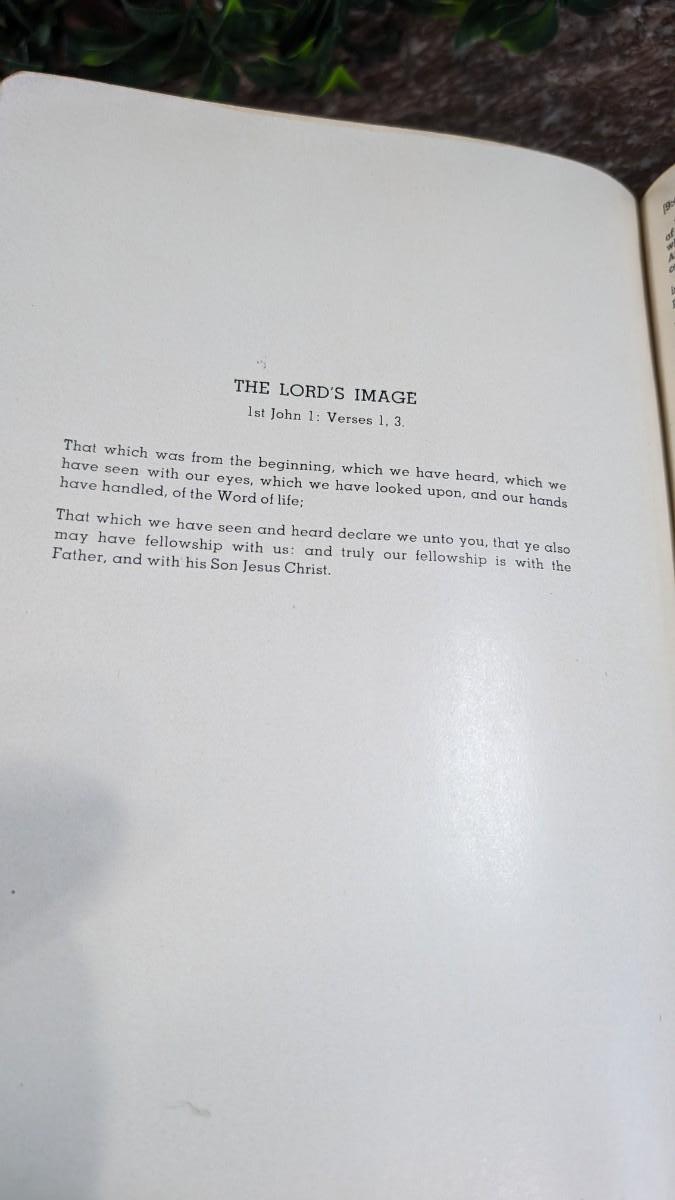 THE LORD'S IMAGE
1st John 1: Verses 1, 3.
That which was from the beginning, which we have heard, which we
have seen with our eyes, which we have looked upon, and our hands
have handled, of the Word of life;
That which we have seen and heard declare we unto you, that ye also
may have fellowship with us: and truly our fellowship is with the
Father, and with his Son Jesus Christ.
of